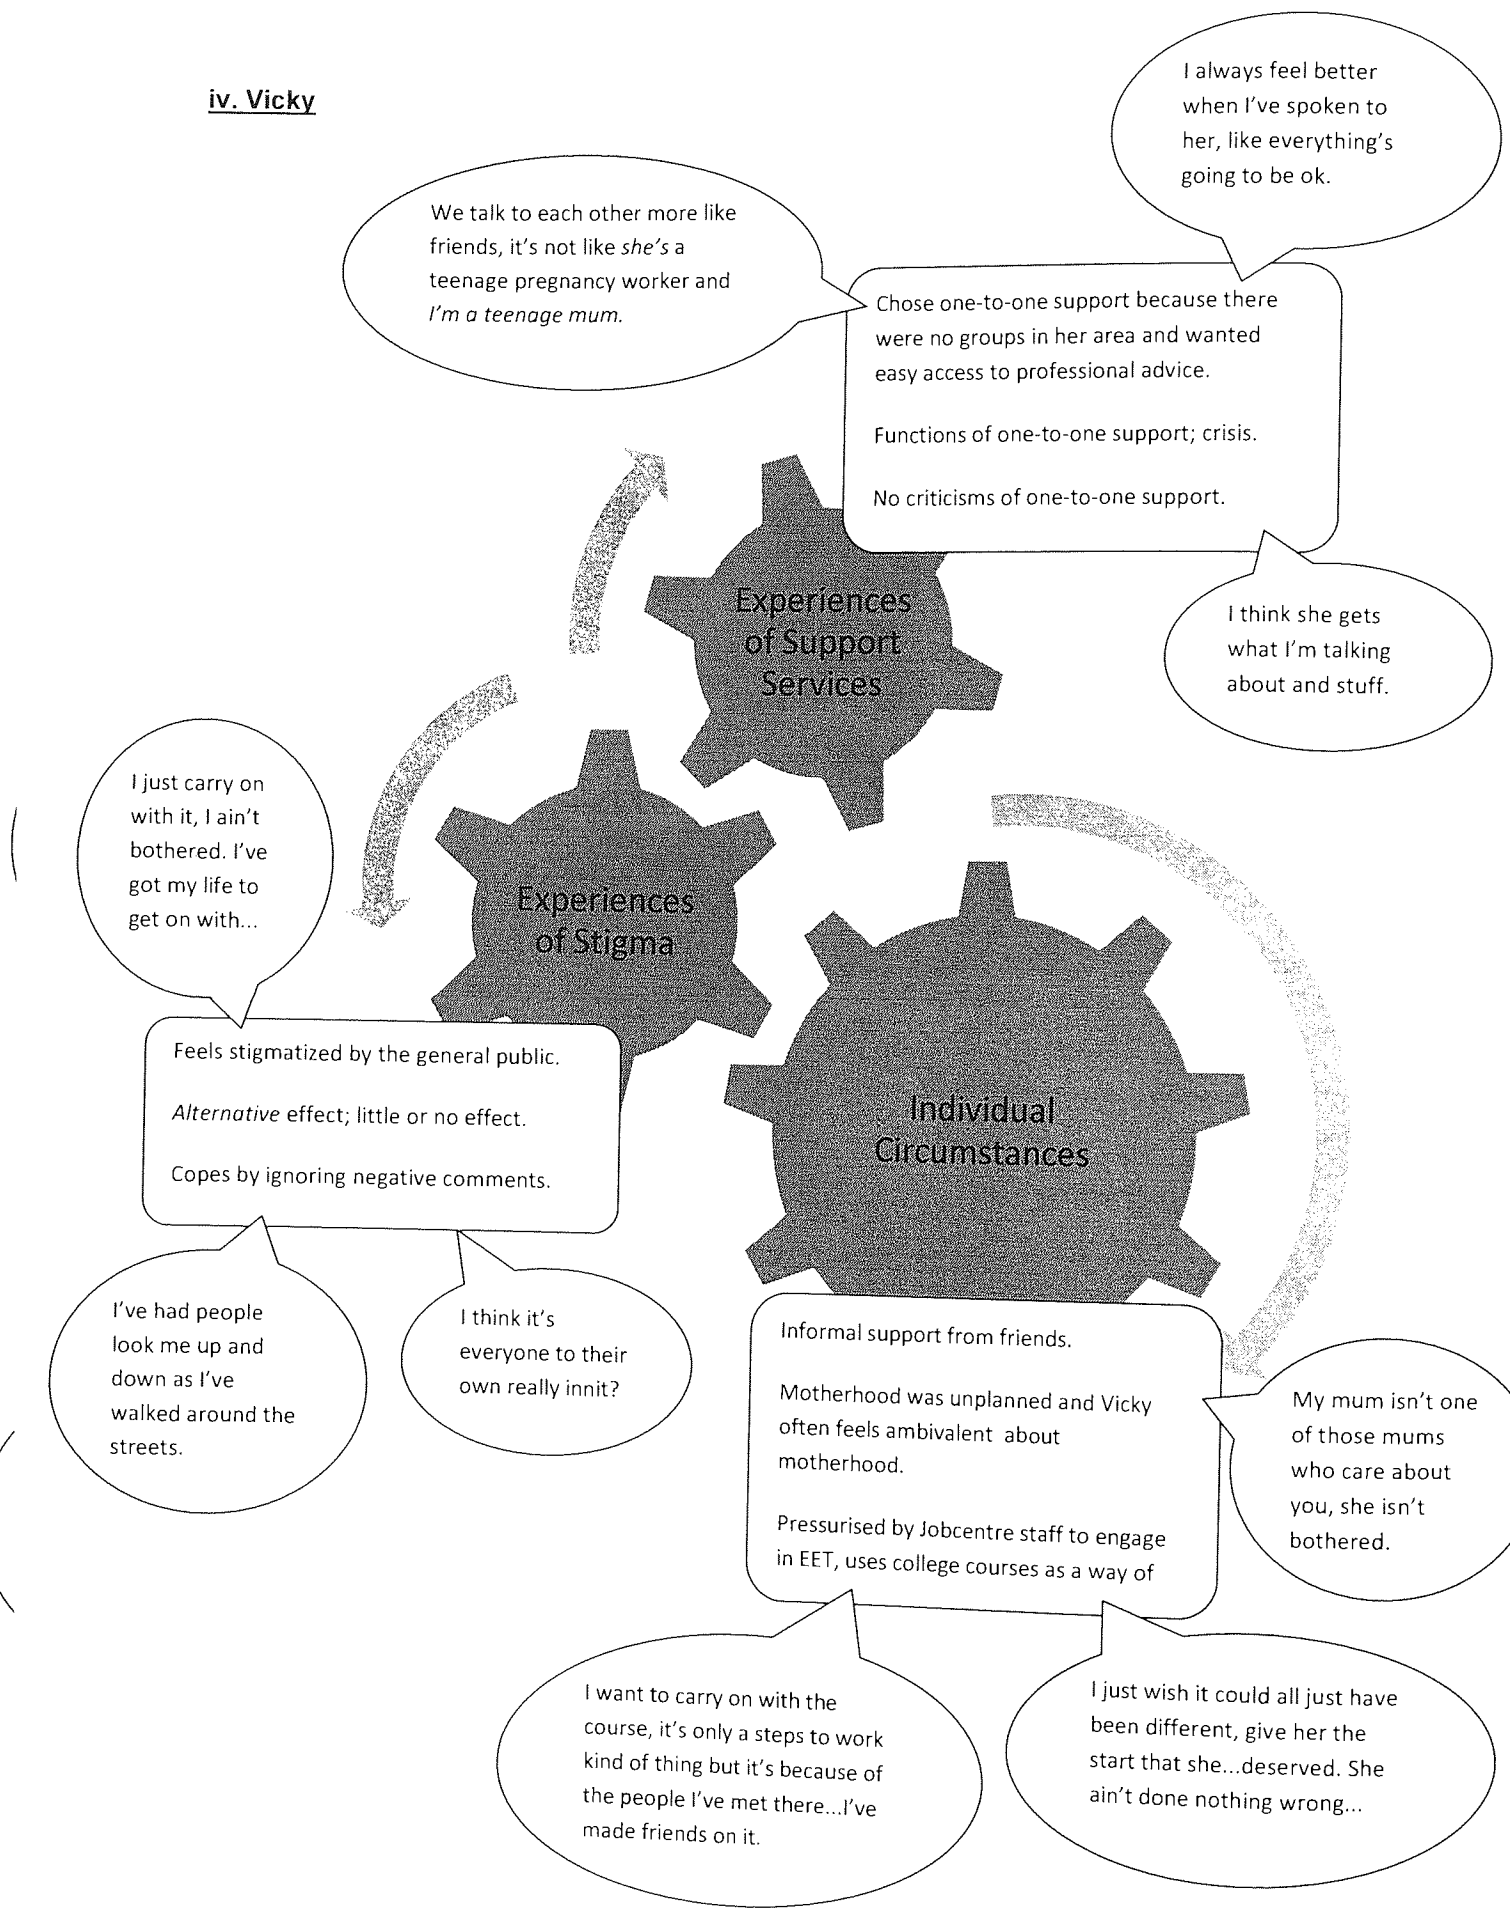 iv. Vicky
I always feel better
when I've spoken to
her, like everything's
going to be ok.
We talk to each other more like
friends, it's not like she's a
teenage pregnancy worker and
I'm a teenage mum.
Chose one-to-one support because there
were no groups in her area and wanted
easy access to professional advice.
Functions of one-to-one support; crisis.
No criticisms of one-to-one support.
I think she gets
what I'm talking
about and stuff.
Experiences
of Support
Services
I just carry on
with it, I ain't
bothered. I've
got my life to
get on with...
Experiences
of Stigma
Feels stigmatized by the general public.
Alternative effect; little or no effect.
Copes by ignoring negative comments.
I've had people
look me up and
down as I've
walked around the
streets.
I think it's
everyone to their
own really innit?
Individual
Circumstances
Informal support from friends.
Motherhood was unplanned and Vicky
often feels ambivalent about
motherhood.
Pressurised by Jobcentre staff to engage
in EET, uses college courses as a way of
My mum isn't one
of those mums
who care about
you, she isn't
bothered.
I want to carry on with the
course, it's only a steps to work
kind of thing but it's because of
the people I've met there...I've
made friends on it.
I just wish it could all just have
been different, give her the
start that she...deserved. She
ain't done nothing wrong...